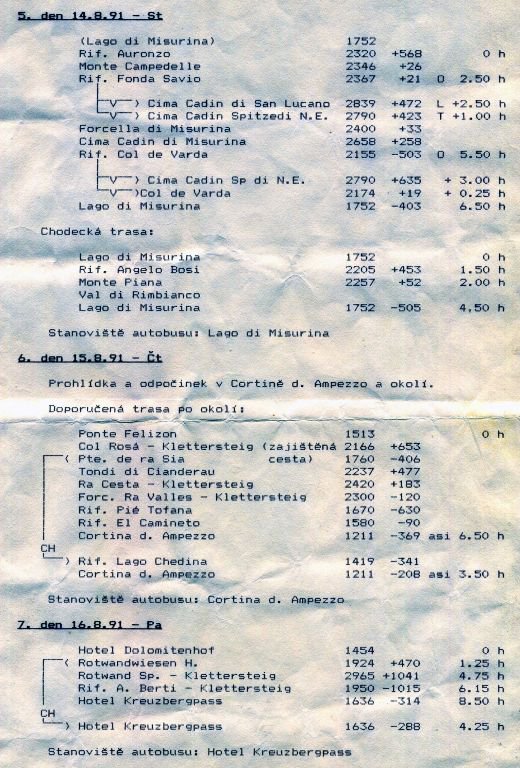 5. den 14.8.91 - St
(Lago di Misurina) 1752
Rif. Auronzo 2320 +568 0 h
Monte Campedelle 2346 +26
Rif. Fonda Savio 2367 +21 O 2.50 h
V ) Cima Cadin di San Lucano 2839 +472 L +2.50 h
V ) Cima Cadin Spitzedi N.E. 2790 +423 T +1.00 h
Forcella di Misurina 2400 +33
Cima Cadin di Misurina 2658 +258
Rif. Col de Varda 2155 -503 O 5.50 h
V ) Cima Cadin Sp di N.E. 2790 +635 + 3.00 h
V )Col de Varda 2174 +19 + 0.25 h
Lago di Misurina 1752 -403 6.50 h
Chodecká trasa:
Lago di Misurina 1752 0 h
Rif. Angelo Bosi 2205 +453 1.50 h
Monte Piana 2257 +52 2.00 h
Val di Rimbianco
Lago di Misurina 1752 -505 4,50 h
Stanoviště autobusu: Lago di Misurina
6. den 15.8.91 - Čt
Prohlídka a odpočinek v Cortině d. Ampezzo a okolí.
Doporučená trasa po okolí:
Ponte Felizon 1513 0 h
Col Rosá - Klettersteig (zajištěná 2166 +653
( Pte. de ra Sia cesta) 1760 -406
Tondi di Cianderau 2237 +477
Ra Cesta - Klettersteig 2420 +183
Forc. Ra Valles - Klettersteig 2300 -120
Rif. Pié Tofana 1670 -630
Rif. El Camineto 1580 -90
Cortina d. Ampezzo 1211 -369 asi 6.50 h
CH
) Rif. Lago Chedina 1419 -341
Cortina d. Ampezzo 1211 -208 asi 3.50 h
Stanoviště autobusu: Cortina d. Ampezzo
7. den 16.8.91 - Pa
Hotel Dolomitenhof 1454 0 h
( Rotwandwiesen H. 1924 +470 1.25 h
Rotwand Sp. - Klettersteig 2965 +1041 4.75 h
Rif. A. Berti - Klettersteig 1950 -1015 6.15 h
Hotel Kreuzbergpass 1636 -314 8.50 h
CH
) Hotel Kreuzbergpass 1636 -288 4.25 h
Stanoviště autobusu: Hotel Kreuzbergpass